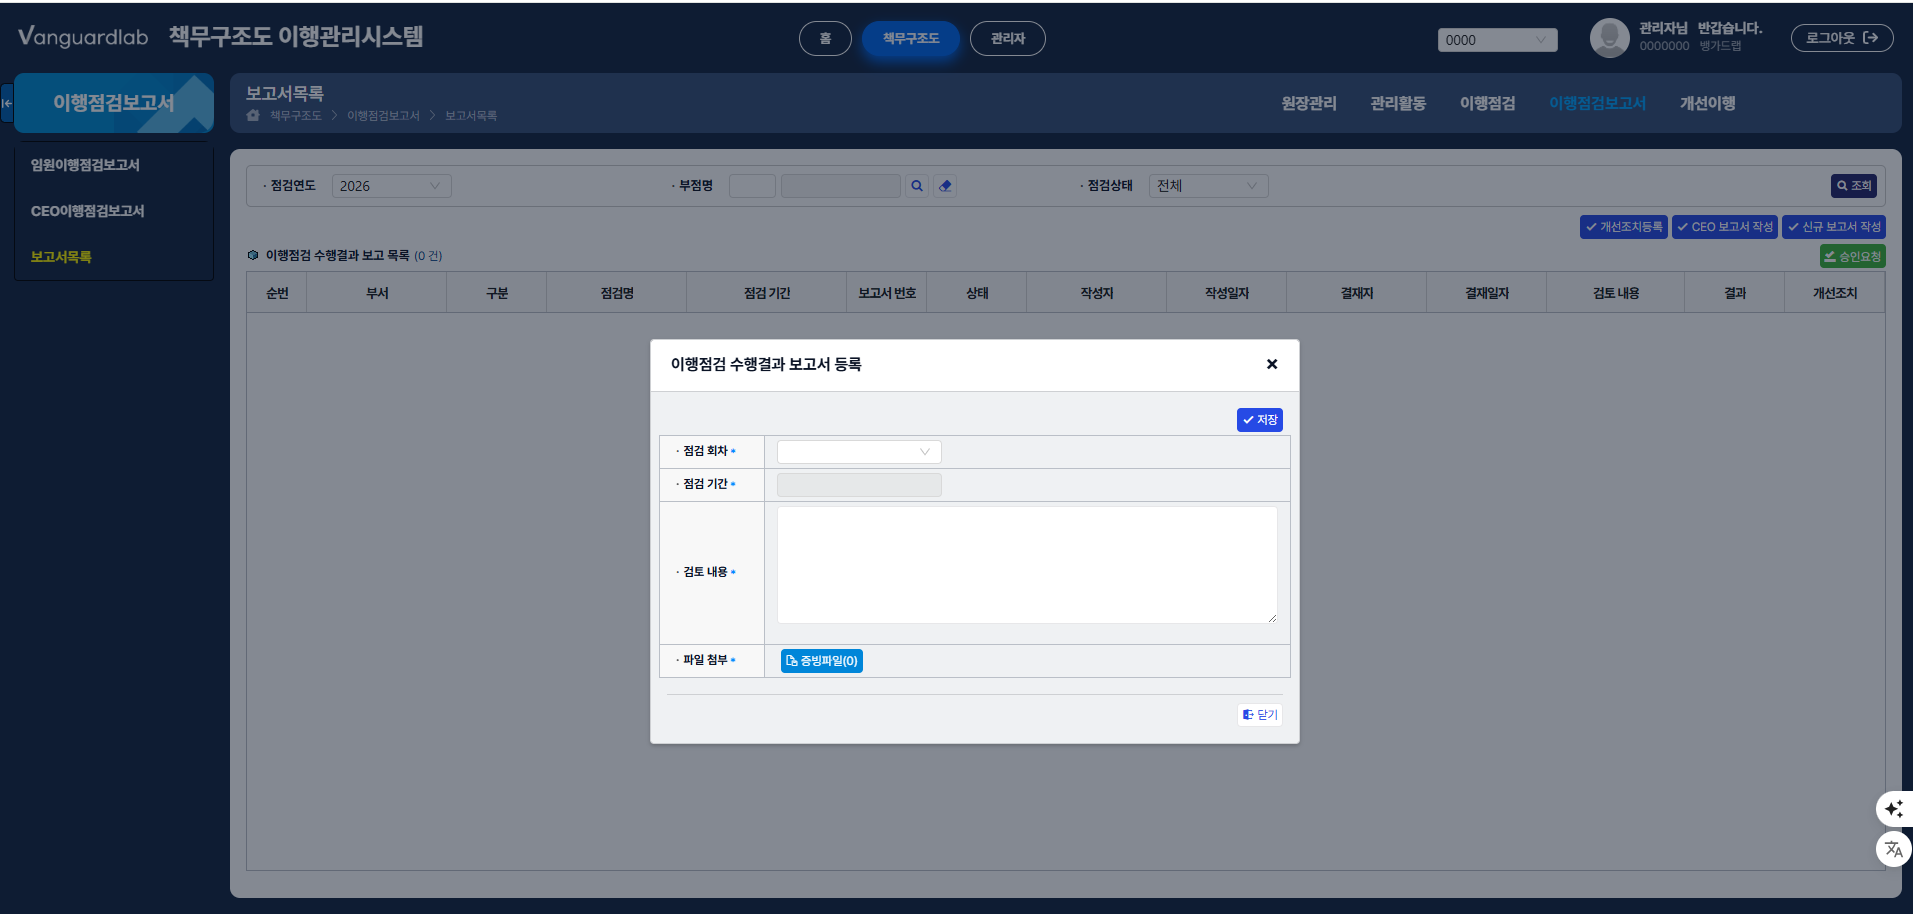 Vanguardlab 책무구조도 이행관리시스템
홈 책무구조도 관리자
0000
관리자님 반갑습니다.
0000000 뱅가드랩
로그아웃
이행점검보고서
임원이행점검보고서
CEO이행점검보고서
보고서목록
보고서목록
책무구조도 > 이행점검보고서 > 보고서목록
원장관리 관리활동 이행점검 이행점검보고서 개선이행
· 점검연도 2026 · 부점명 · 점검상태 전체 조회
개선조치등록 CEO 보고서 작성 신규 보고서 작성
이행점검 수행결과 보고 목록 (0 건) 승인요청
순번 부서 구분 점검명 점검 기간 보고서 번호 상태 작성자 작성일자 결재자 결재일자 검토 내용 결과 개선조치
이행점검 수행결과 보고서 등록
저장
· 점검 회차 *
· 점검 기간 *
· 검토 내용 *
· 파일 첨부 * 증빙파일(0)
닫기